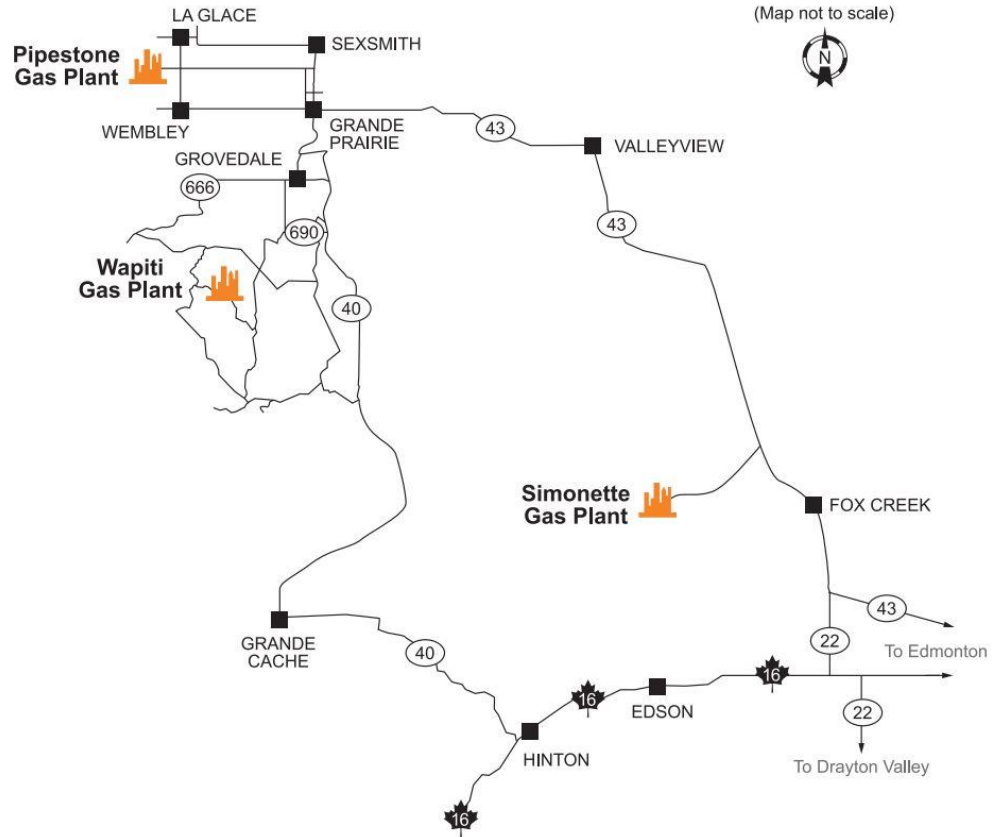 (Map not to scale)
N
LA GLACE
SEXSMITH
Pipestone
Gas Plant
WEMBLEY
GRANDE
PRAIRIE
43
VALLEYVIEW
GROVEDALE
666
43
690
Wapiti
Gas Plant
40
Simonette
Gas Plant
FOX CREEK
43
GRANDE
CACHE
40
22
To Edmonton
16
EDSON
16
22
HINTON
To Drayton Valley
16